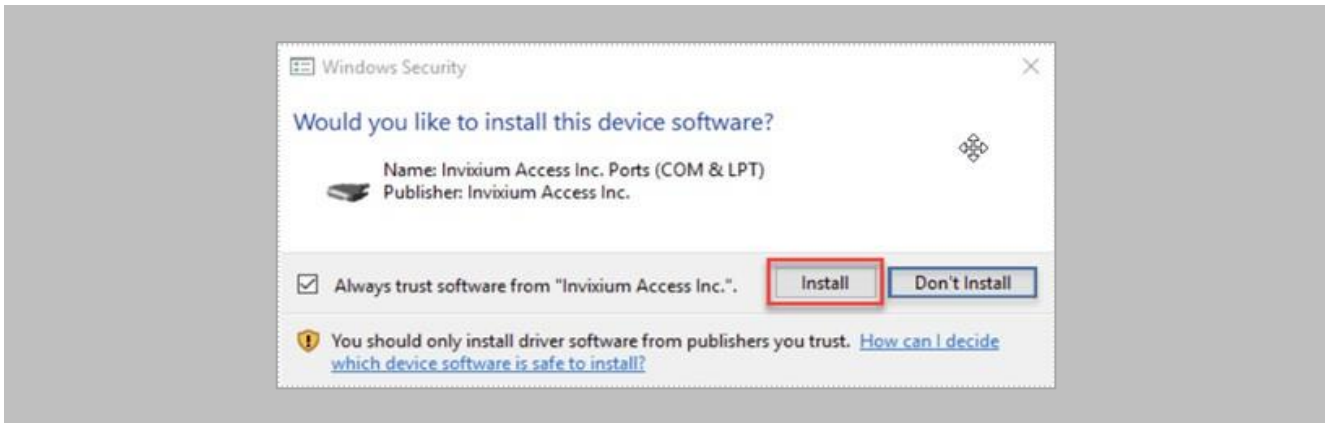 Windows Security
Would you like to install this device software?
Name: Invixium Access Inc. Ports (COM & LPT)
Publisher: Invixium Access Inc.
Always trust software from "Invixium Access Inc.".
Install
Don't Install
You should only install driver software from publishers you trust. How can I decide
which device software is safe to install?